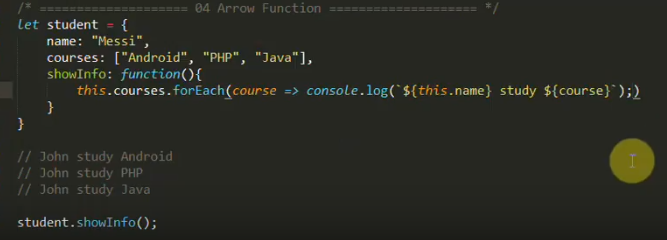 /* ==================== 04 Arrow Function ==================== */
let student = {
    name: "Messi",
    courses: ["Android", "PHP", "Java"],
    showInfo: function(){
        this.courses.forEach(course => console.log(`${this.name} study ${course}`);)
    }
}
// John study Android
// John study PHP
// John study Java
student.showInfo();